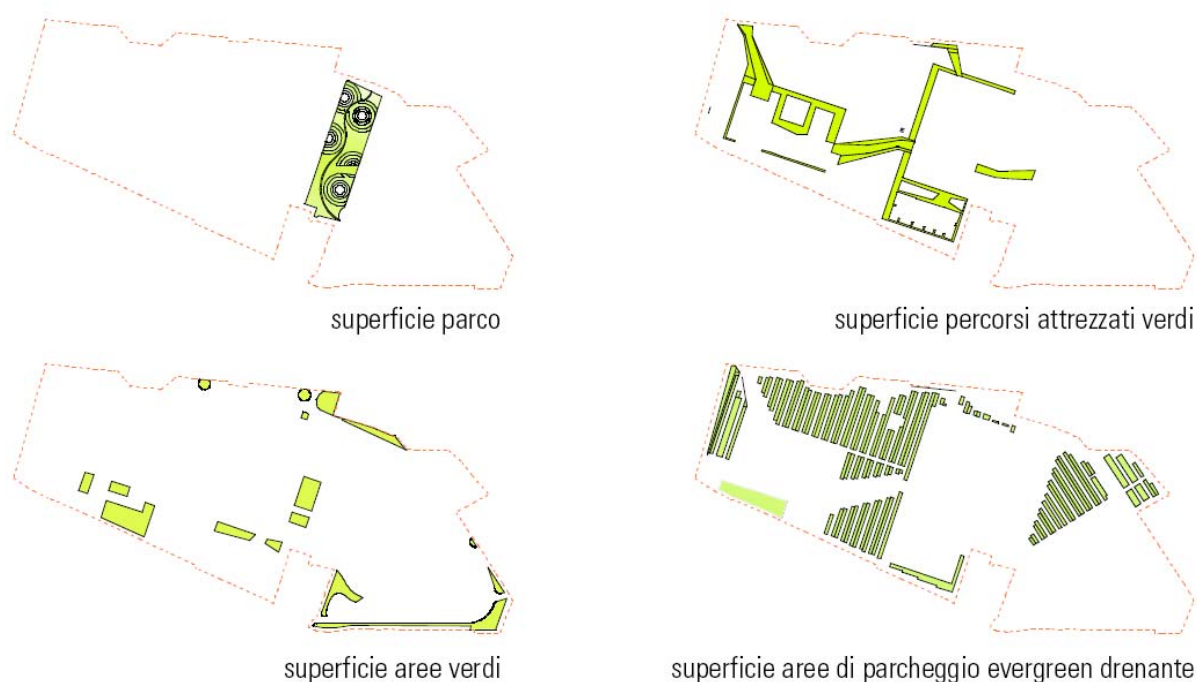 superficie parco
superficie percorsi attrezzati verdi
superficie aree verdi
superficie aree di parcheggio evergreen drenante